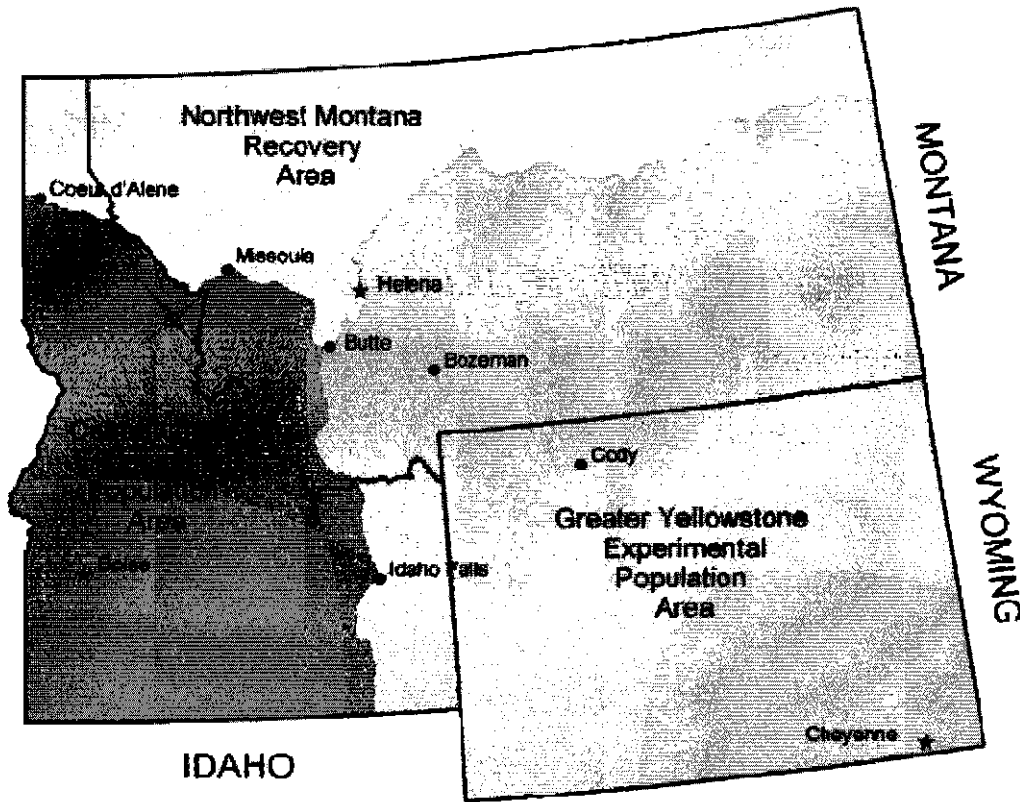 Northwest Montana
Recovery
Area
MONTANA
Coeur d'Alene
Missoula
Helena
Butte
Bozeman
Cody
WYOMING
Greater Yellowstone
Experimental
Population
Area
Area
Boise
Idaho Falls
Cheyenne
IDAHO